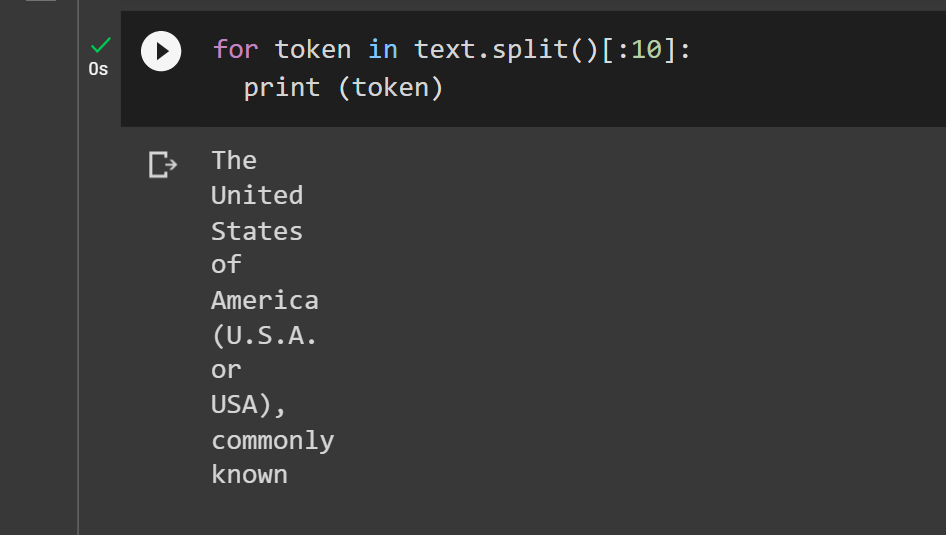 0s
for token in text.split()[:10]:
  print (token)
The
United
States
of
America
(U.S.A.
or
USA),
commonly
known